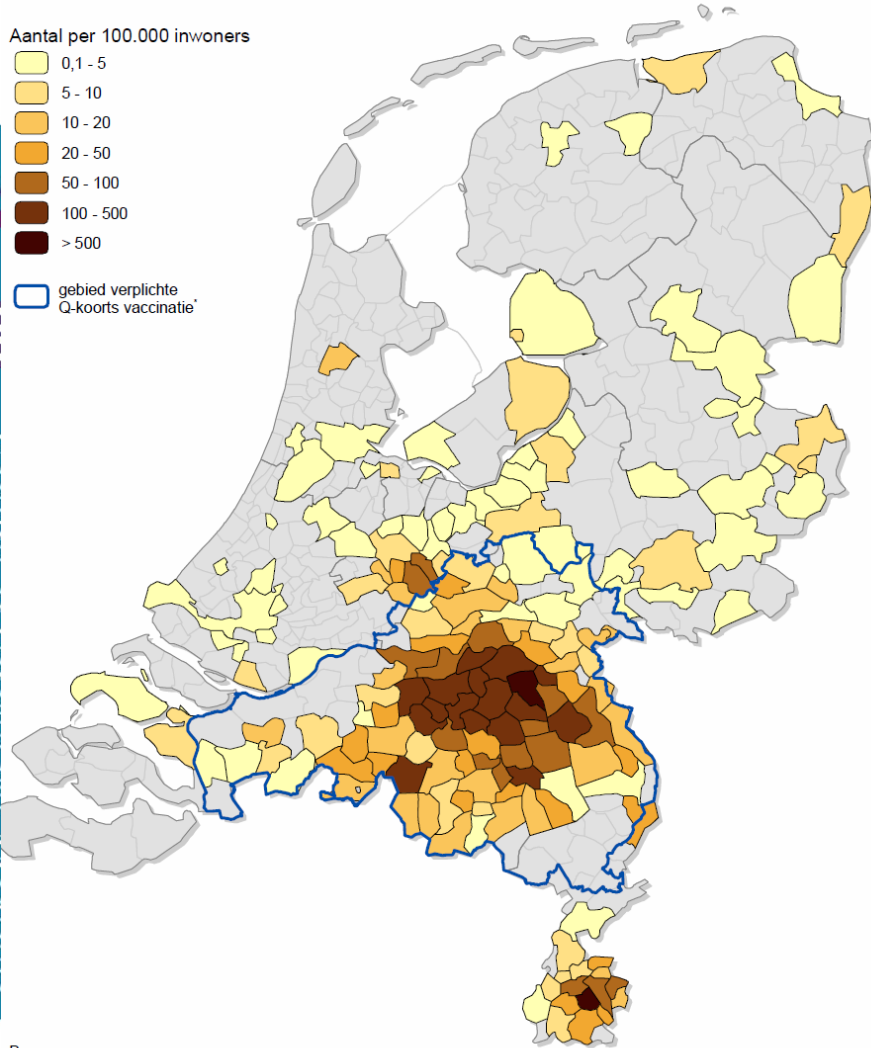 Aantal per 100.000 inwoners
0,1 - 5
5 - 10
10 - 20
20 - 50
50 - 100
100 - 500
> 500
gebied verplichte
Q-koorts vaccinatie*